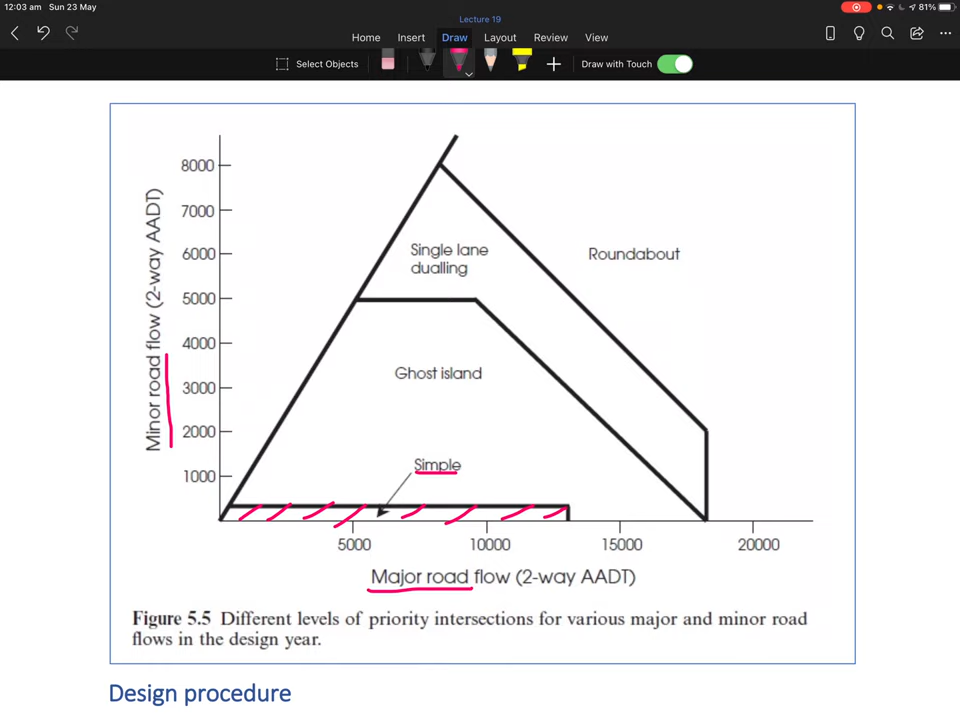 12:03 am Sun 23 May
81%
Lecture 19
Home Insert Draw Layout Review View
Select Objects
Draw with Touch
8000
7000
6000
5000
4000
3000
2000
1000
Minor road flow (2-way AADT)
Single lane
dualling
Roundabout
Ghost island
Simple
5000 10000 15000 20000
Major road flow (2-way AADT)
Figure 5.5 Different levels of priority intersections for various major and minor road
flows in the design year.
Design procedure